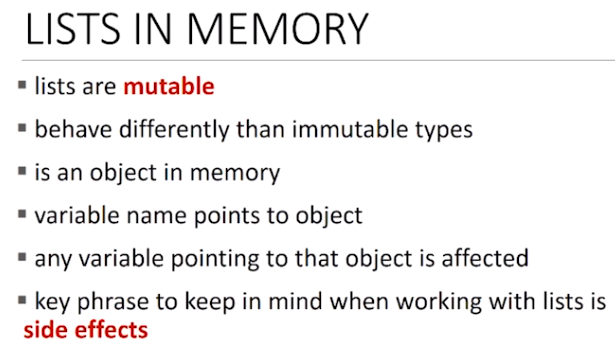 LISTS IN MEMORY
▪ lists are mutable
▪ behave differently than immutable types
▪ is an object in memory
▪ variable name points to object
▪ any variable pointing to that object is affected
▪ key phrase to keep in mind when working with lists is
side effects